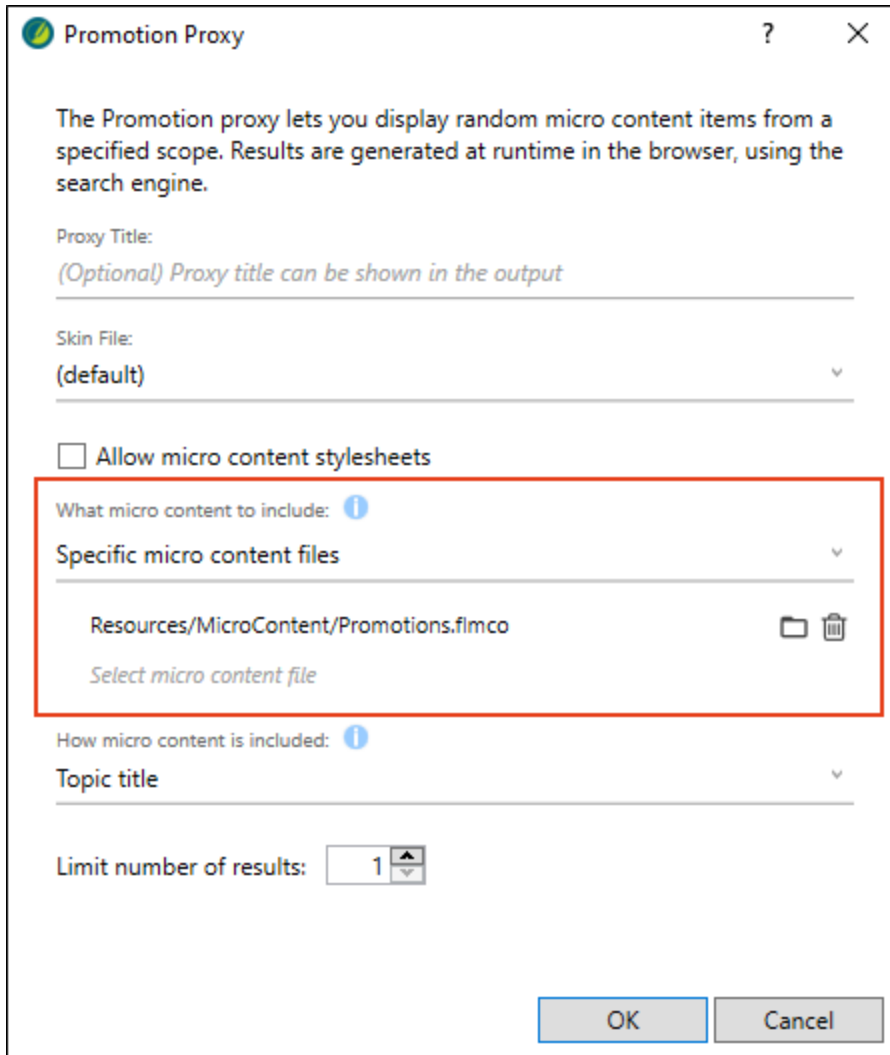 Promotion Proxy
?
The Promotion proxy lets you display random micro content items from a
specified scope. Results are generated at runtime in the browser, using the
search engine.
Proxy Title:
(Optional) Proxy title can be shown in the output
Skin File:
(default)
Allow micro content stylesheets
What micro content to include: i
Specific micro content files
Resources/MicroContent/Promotions.flmco
Select micro content file
How micro content is included: i
Topic title
Limit number of results: 1
OK Cancel